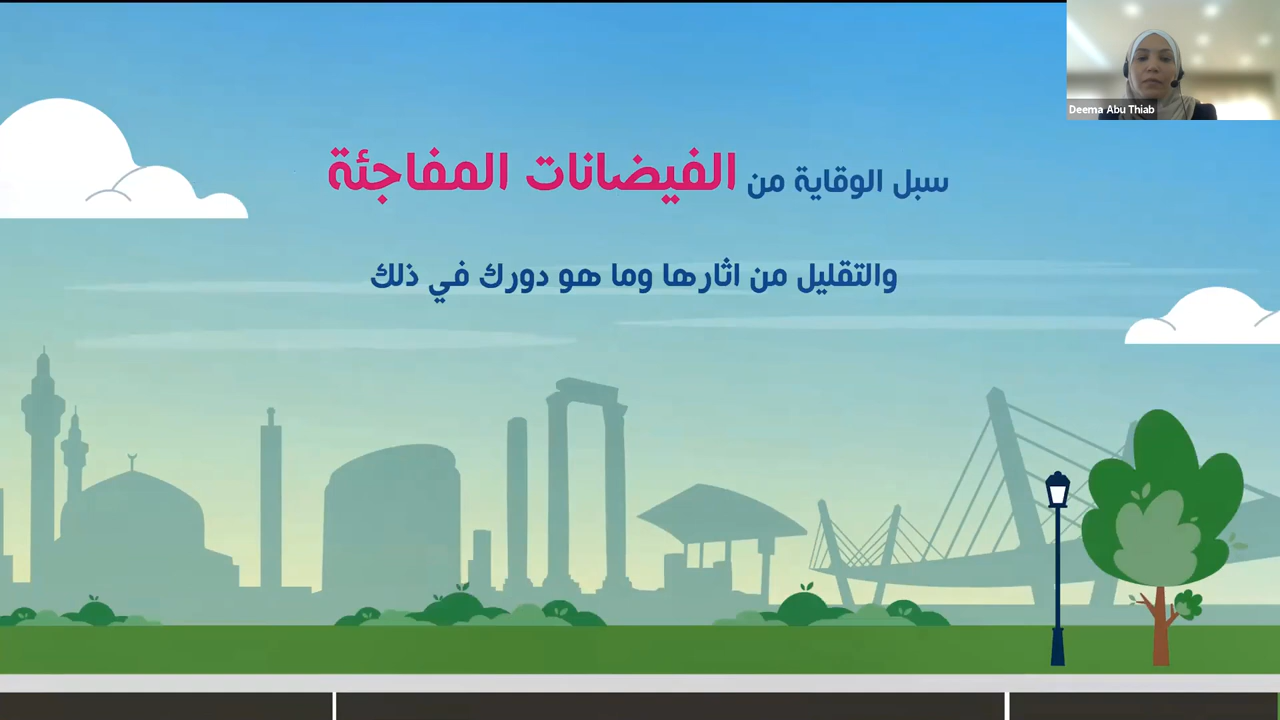 سبل الوقاية من الفيضانات المفاجئة
والتقليل من اثارها وما هو دورك في ذلك
Deema Abu Thiab